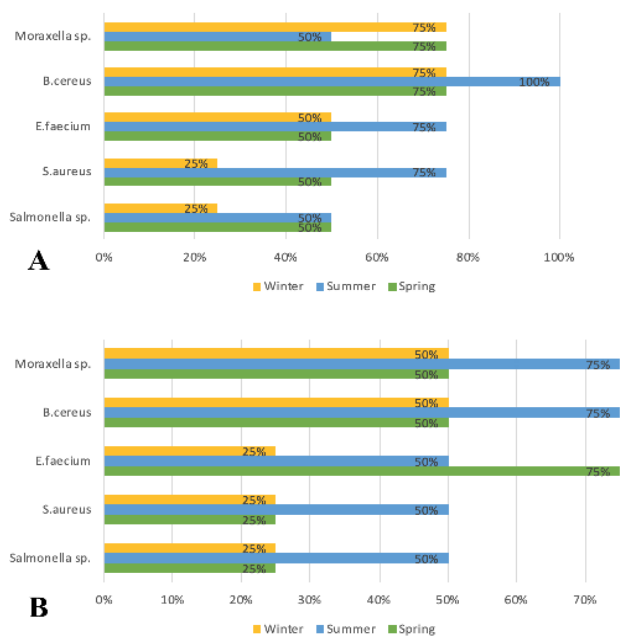 Moraxella sp.
75%
50%
75%
B.cereus
75%
100%
75%
E.faecium
50%
75%
50%
S.aureus
25%
75%
50%
Salmonella sp.
25%
50%
50%
A
0% 20% 40% 60% 80% 100%
Winter Summer Spring
Moraxella sp.
50%
75%
50%
B.cereus
50%
75%
50%
E.faecium
25%
50%
75%
S.aureus
25%
50%
25%
Salmonella sp.
25%
50%
25%
B
0% 10% 20% 30% 40% 50% 60% 70%
Winter Summer Spring